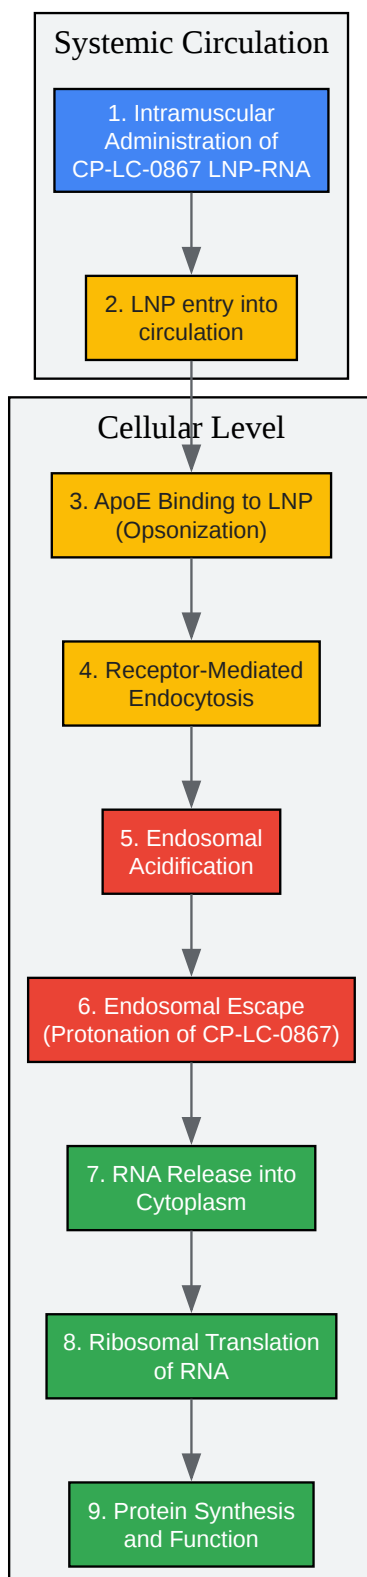 Systemic Circulation
1. Intramuscular
Administration of
CP-LC-0867 LNP-RNA
2. LNP entry into
circulation
Cellular Level
3. ApoE Binding to LNP
(Opsonization)
4. Receptor-Mediated
Endocytosis
5. Endosomal
Acidification
6. Endosomal Escape
(Protonation of CP-LC-0867)
7. RNA Release into
Cytoplasm
8. Ribosomal Translation
of RNA
9. Protein Synthesis
and Function